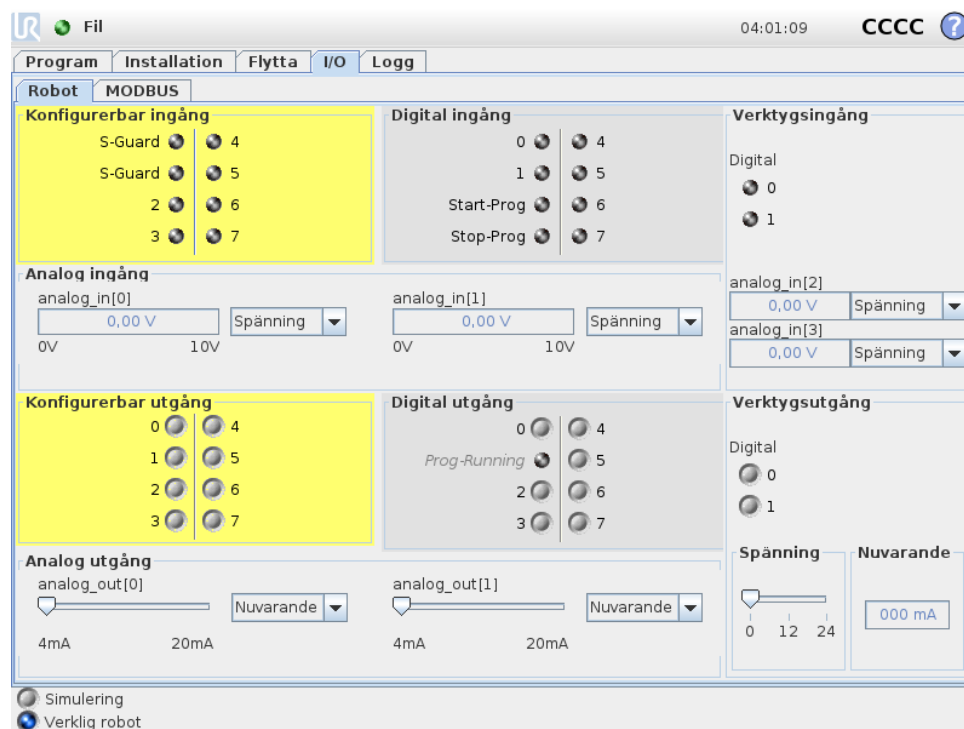 UR Fil 04:01:09 CCCC ?
Program Installation Flytta I/O Logg
Robot MODBUS
Konfigurerbar ingång
S-Guard 4
S-Guard 5
2 6
3 7
Digital ingång
0 4
1 5
Start-Prog 6
Stop-Prog 7
Verktygsingång
Digital
0
1
Analog ingång
analog_in[0]
0,00 V Spänning
0V 10V
analog_in[1]
0,00 V Spänning
0V 10V
analog_in[2]
0,00 V Spänning
analog_in[3]
0,00 V Spänning
Konfigurerbar utgång
0 4
1 5
2 6
3 7
Digital utgång
0 4
Prog-Running 5
2 6
3 7
Verktygsutgång
Digital
0
1
Analog utgång
analog_out[0]
Nuvarande
4mA 20mA
analog_out[1]
Nuvarande
4mA 20mA
Spänning
0 12 24
Nuvarande
000 mA
Simulering
Verklig robot